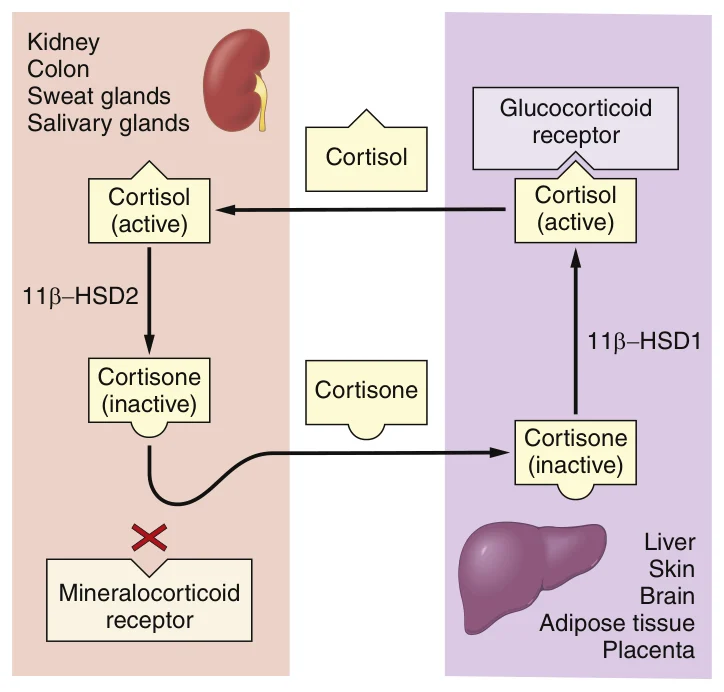 Kidney
Colon
Sweat glands
Salivary glands
Cortisol
(active)
11β–HSD2
Cortisone
(inactive)
Mineralocorticoid
receptor
Cortisol
Cortisone
Glucocorticoid
receptor
Cortisol
(active)
11β–HSD1
Cortisone
(inactive)
Liver
Skin
Brain
Adipose tissue
Placenta